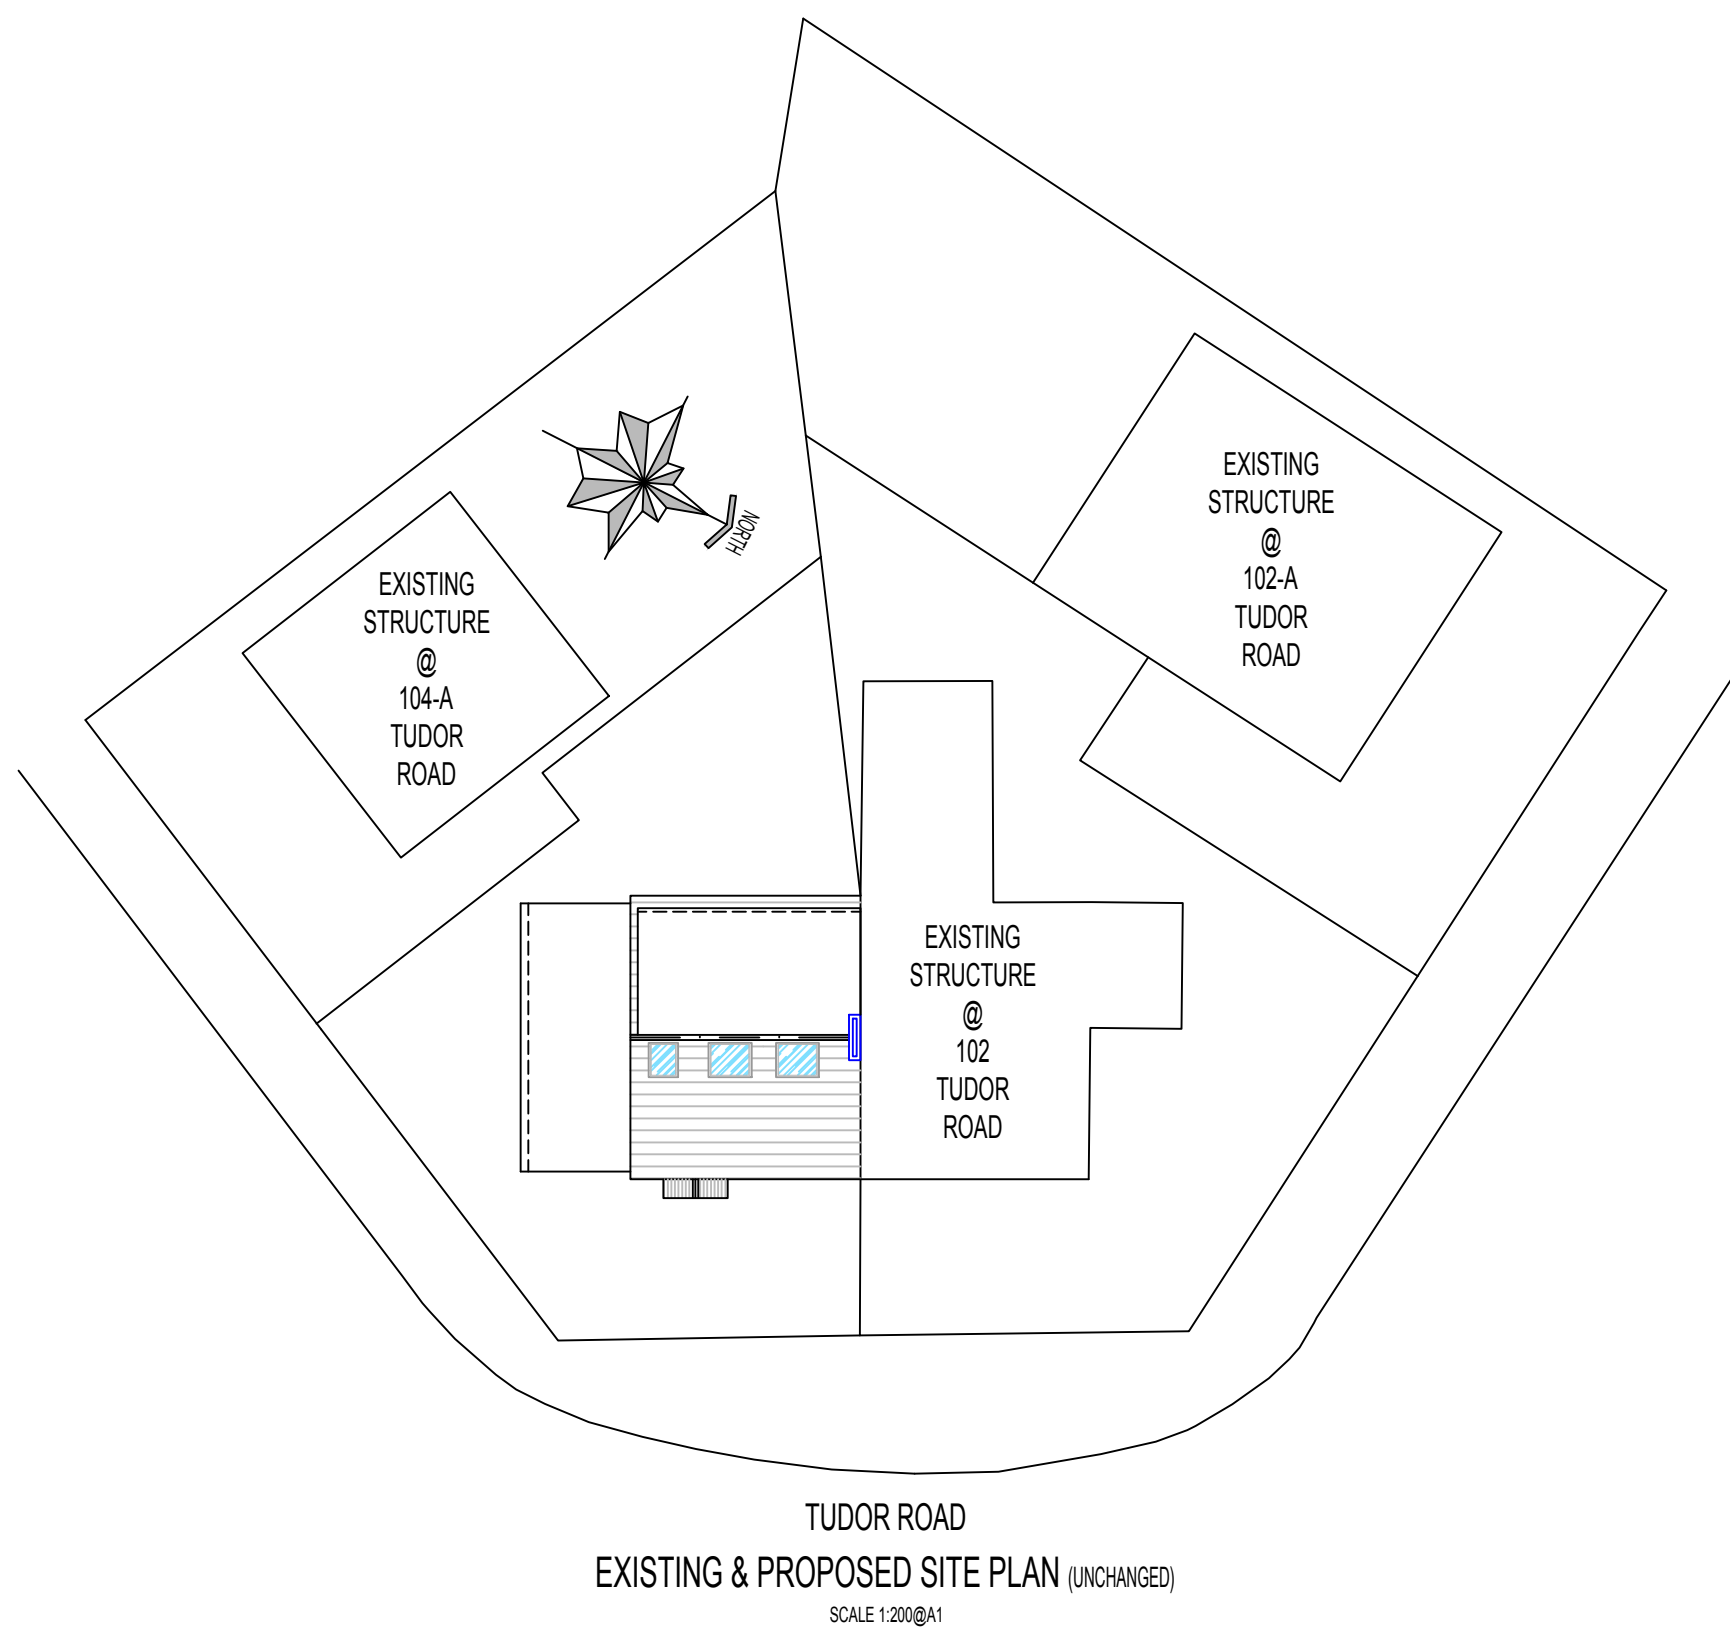 NORTH
EXISTING
STRUCTURE
@
102-A
TUDOR
ROAD
EXISTING
STRUCTURE
@
104-A
TUDOR
ROAD
EXISTING
STRUCTURE
@
102
TUDOR
ROAD
TUDOR ROAD
EXISTING & PROPOSED SITE PLAN (UNCHANGED)
SCALE 1:200@A1